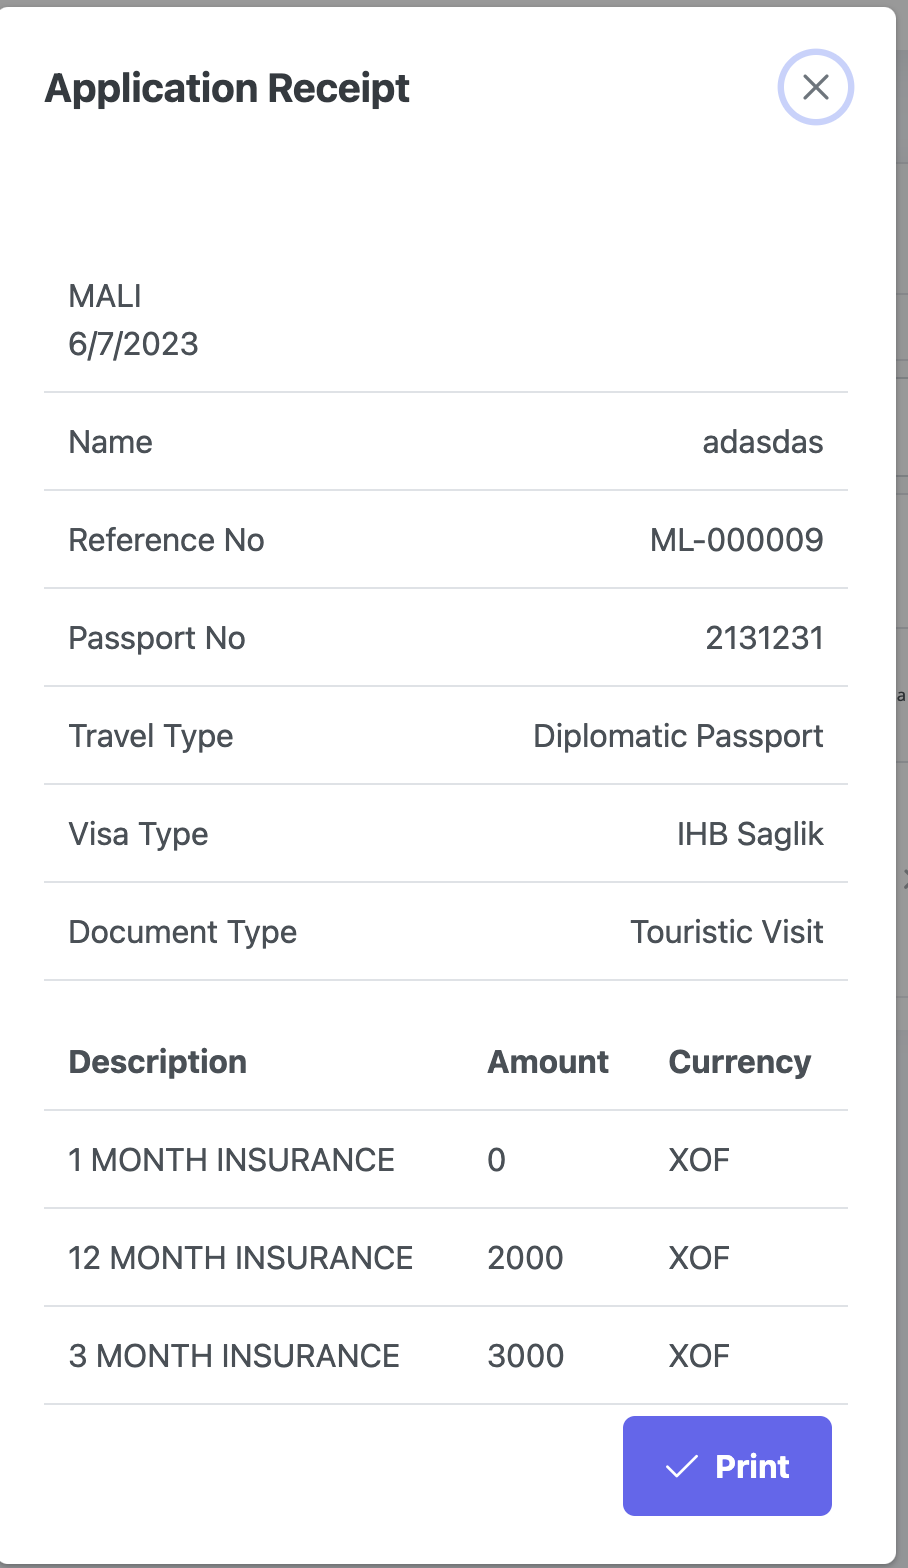 Application Receipt
MALI
6/7/2023
Name adasdas
Reference No ML-000009
Passport No 2131231
Travel Type Diplomatic Passport
Visa Type IHB Saglik
Document Type Touristic Visit
Description Amount Currency
1 MONTH INSURANCE 0 XOF
12 MONTH INSURANCE 2000 XOF
3 MONTH INSURANCE 3000 XOF
Print